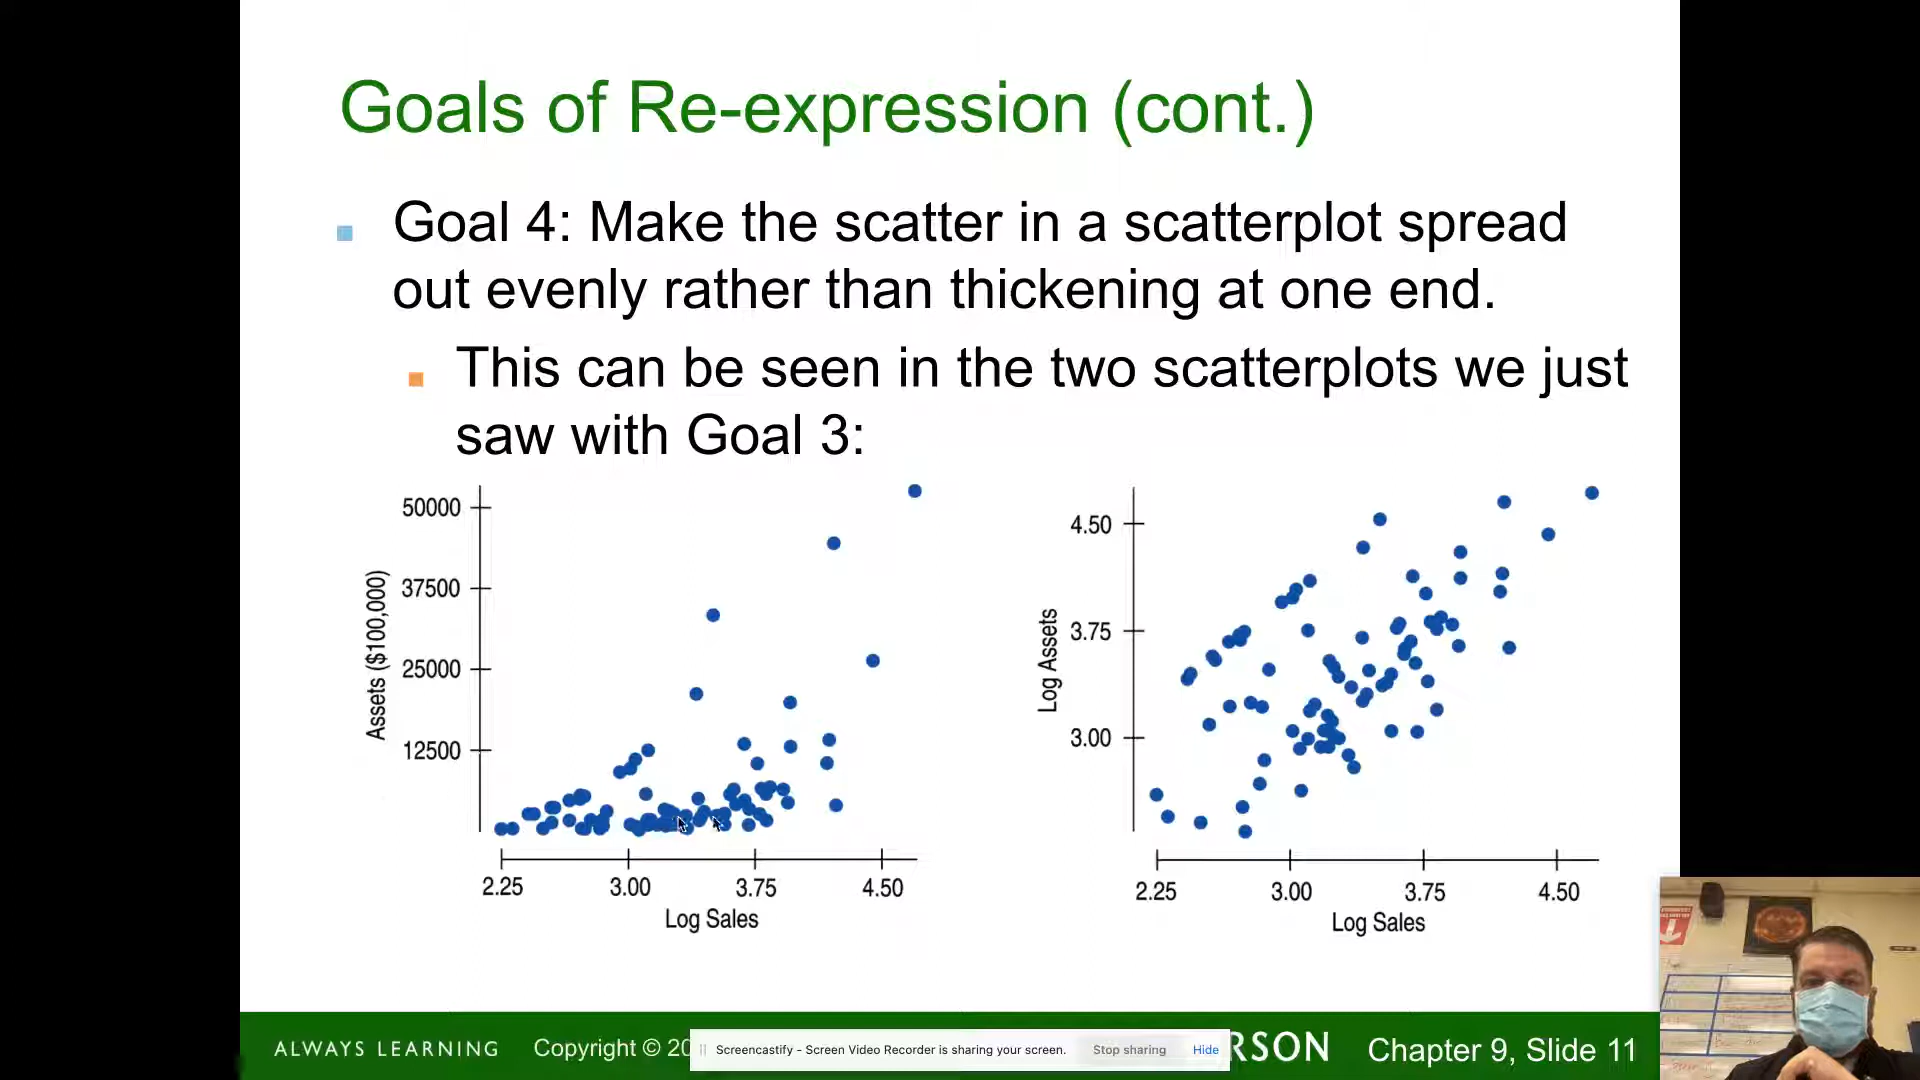 Goals of Re-expression (cont.)
Goal 4: Make the scatter in a scatterplot spread
out evenly rather than thickening at one end.
This can be seen in the two scatterplots we just
saw with Goal 3:
50000
37500
25000
12500
Assets ($100,000)
2.25 3.00 3.75 4.50
Log Sales
4.50
3.75
3.00
Log Assets
2.25 3.00 3.75 4.50
Log Sales
ALWAYS LEARNING
Copyright © 20
Screencastify - Screen Video Recorder is sharing your screen. Stop sharing Hide
RSON
Chapter 9, Slide 11